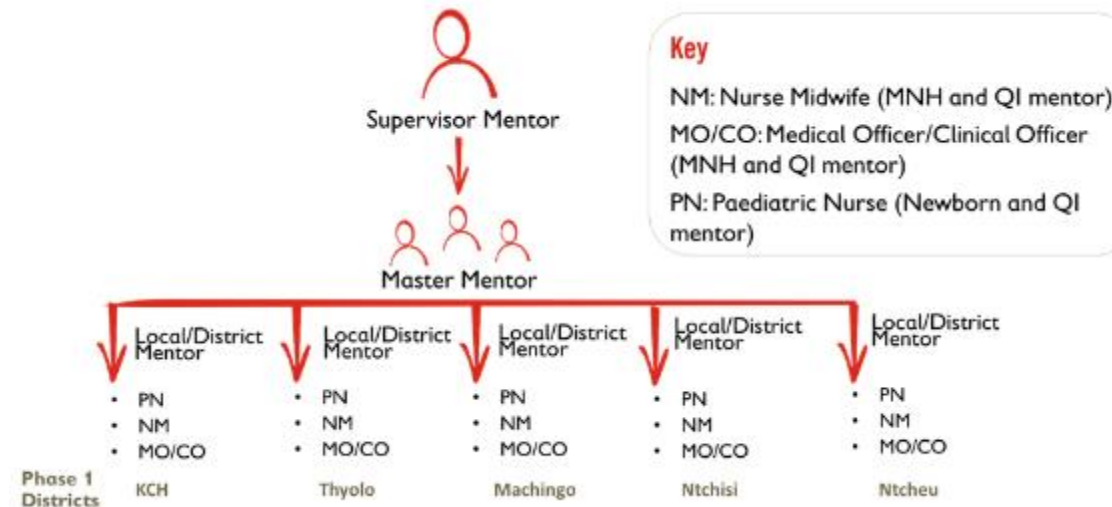 Supervisor Mentor
Key
NM: Nurse Midwife (MNH and QI mentor)
MO/CO: Medical Officer/Clinical Officer
(MNH and QI mentor)
PN: Paediatric Nurse (Newborn and QI
mentor)
Master Mentor
Local/District
Mentor
• PN
• NM
• MO/CO
Local/District
Mentor
• PN
• NM
• MO/CO
Local/District
Mentor
• PN
• NM
• MO/CO
Local/District
Mentor
• PN
• NM
• MO/CO
Local/District
Mentor
• PN
• NM
• MO/CO
Phase 1
Districts
KCH
Thyolo
Machingo
Ntchisi
Ntcheu